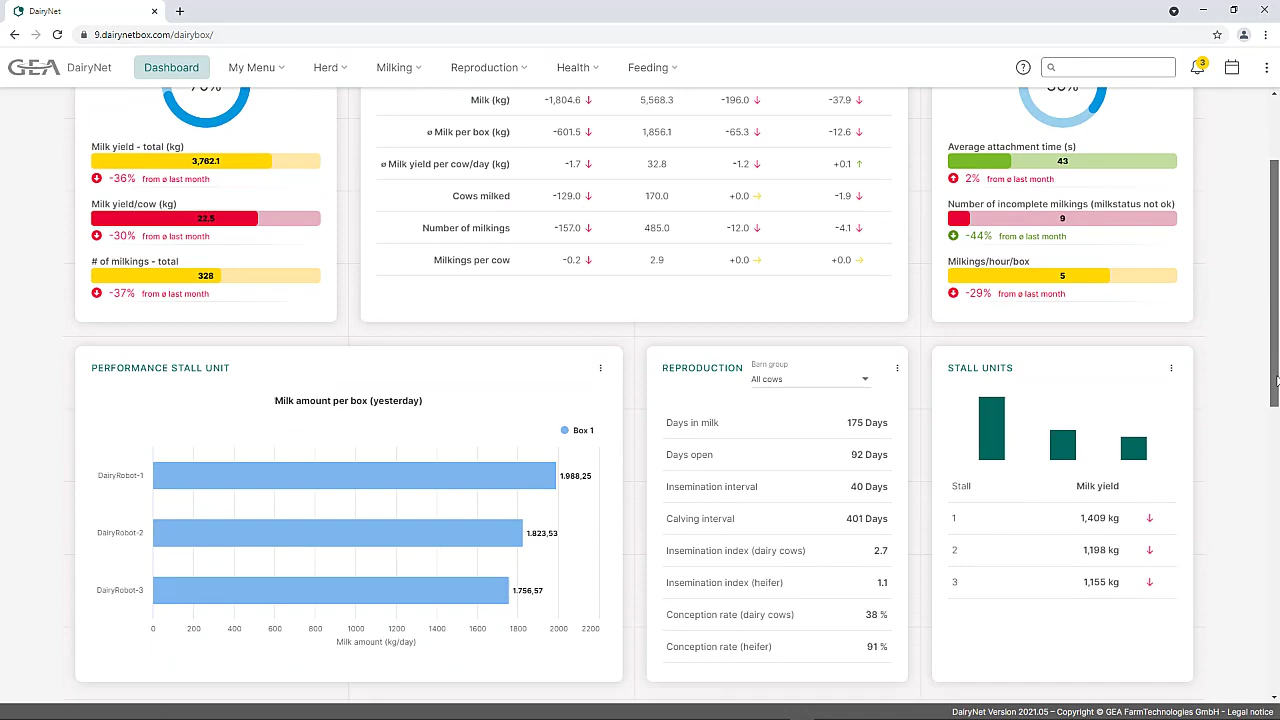 DairyNet
9.dairynetbox.com/dairybox/
GEA DairyNet Dashboard My Menu Herd Milking Reproduction Health Feeding ? 3
Milk yield - total (kg)
3,762.1
-36% from ø last month
Milk yield/cow (kg)
22.5
-30% from ø last month
# of milkings - total
328
-37% from ø last month
Milk (kg) -1,804.6 ↓ 5,568.3 -196.0 ↓ -37.9 ↓
ø Milk per box (kg) -601.5 ↓ 1,856.1 -65.3 ↓ -12.6 ↓
ø Milk yield per cow/day (kg) -1.7 ↓ 32.8 -1.2 ↓ +0.1 ↑
Cows milked -129.0 ↓ 170.0 +0.0 → -1.9 ↓
Number of milkings -157.0 ↓ 485.0 -12.0 ↓ -4.1 ↓
Milkings per cow -0.2 ↓ 2.9 +0.0 → +0.0 →
Average attachment time (s)
43
2% from ø last month
Number of incomplete milkings (milkstatus not ok)
9
-44% from ø last month
Milkings/hour/box
5
-29% from ø last month
PERFORMANCE STALL UNIT
Milk amount per box (yesterday)
Box 1
DairyRobot-1 1.988,25
DairyRobot-2 1.823,53
DairyRobot-3 1.756,57
0 200 400 600 800 1000 1200 1400 1600 1800 2000 2200
Milk amount (kg/day)
REPRODUCTION
Barn group
All cows
Days in milk 175 Days
Days open 92 Days
Insemination interval 40 Days
Calving interval 401 Days
Insemination index (dairy cows) 2.7
Insemination index (heifer) 1.1
Conception rate (dairy cows) 38 %
Conception rate (heifer) 91 %
STALL UNITS
Stall Milk yield
1 1,409 kg ↓
2 1,198 kg ↓
3 1,155 kg ↓
DairyNet Version 2021.05 – Copyright © GEA FarmTechnologies GmbH - Legal notice